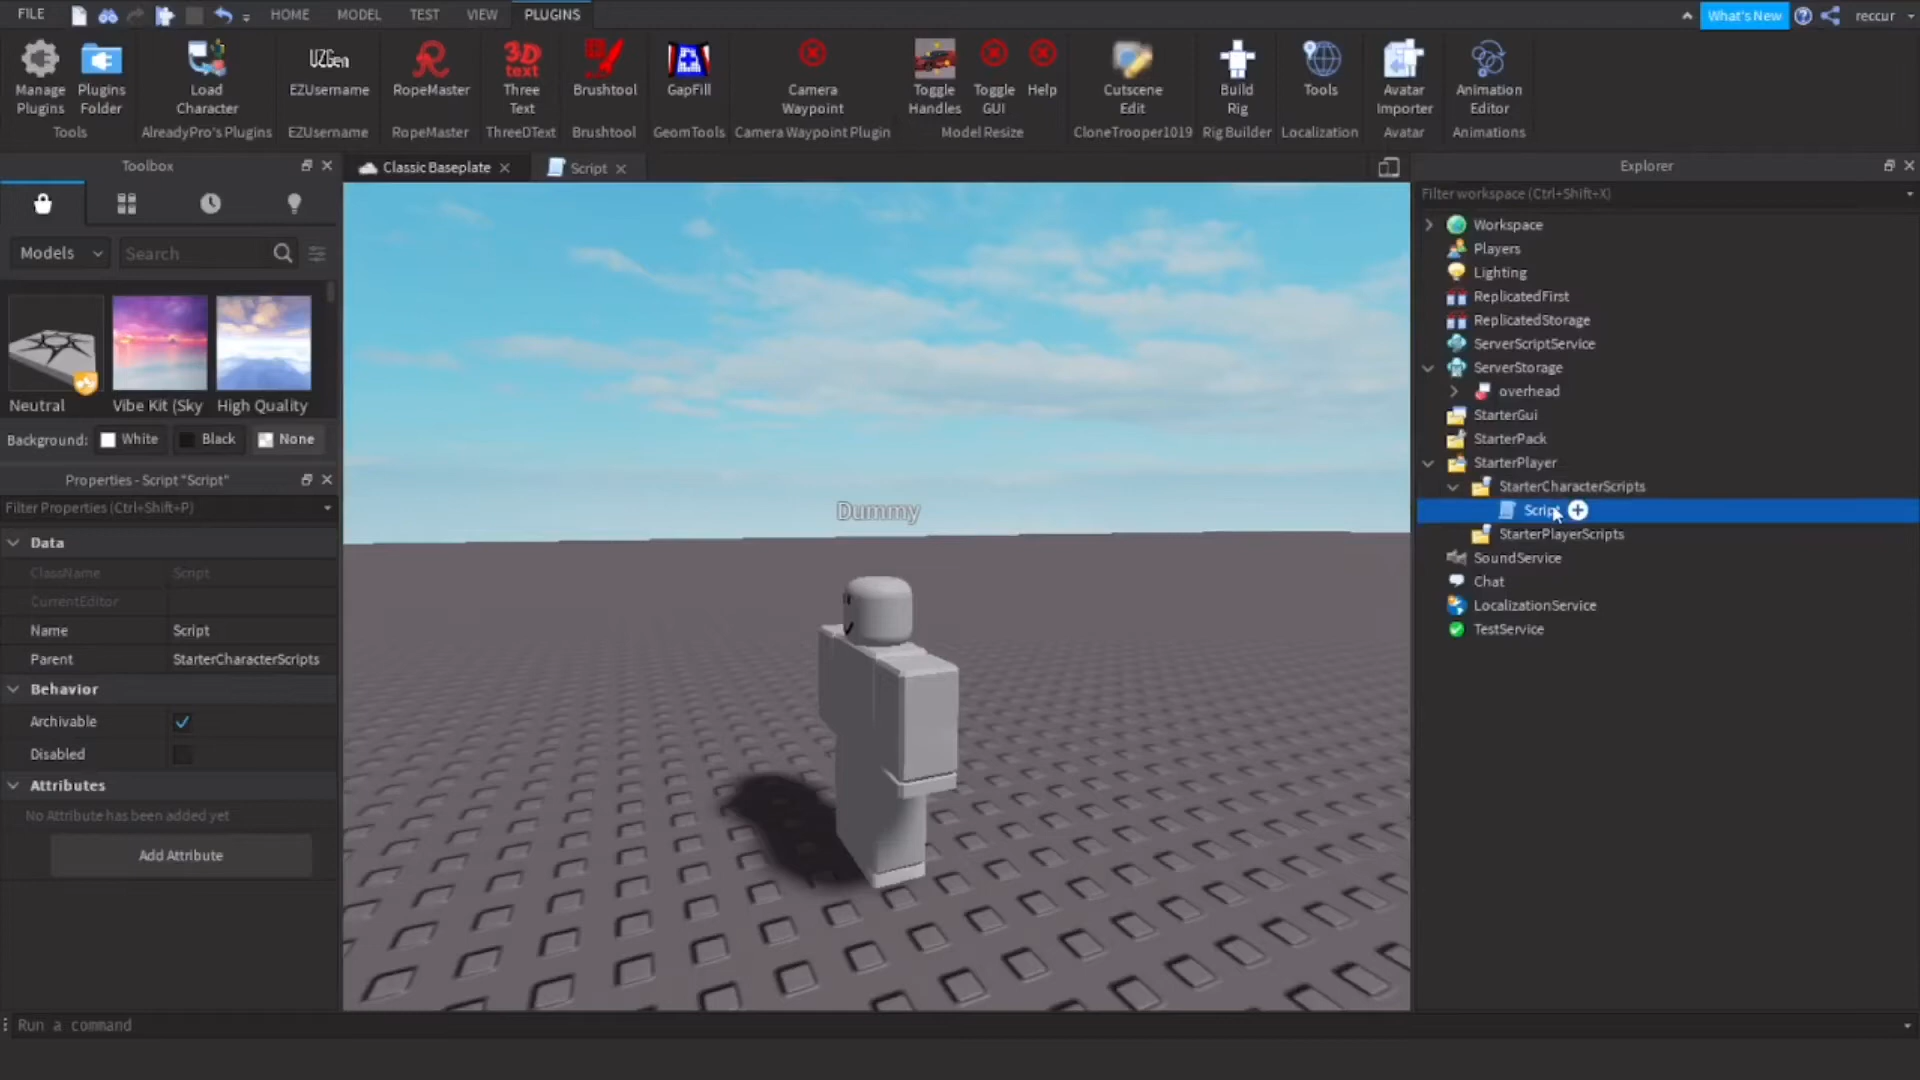 FILE HOME MODEL TEST VIEW PLUGINS What's New reccur
Manage Plugins
Plugins Folder
Tools
Load Character
AlreadyPro's Plugins
UZGen
EZUsername
EZUsername
RopeMaster
RopeMaster
3D text
Three Text
ThreeDText
Brushtool
Brushtool
GapFill
GeomTools
Camera Waypoint
Camera Waypoint Plugin
Toggle Handles
Toggle GUI
Help
Model Resize
Cutscene Edit
CloneTrooper1019
Build Rig
Rig Builder
Tools
Localization
Avatar Importer
Avatar
Animation Editor
Animations
Toolbox
Models
Search
Neutral
Vibe Kit (Sky
High Quality
Background: White Black None
Properties - Script "Script"
Filter Properties (Ctrl+Shift+P)
Data
ClassName Script
CurrentEditor
Name Script
Parent StarterCharacterScripts
Behavior
Archivable
Disabled
Attributes
No Attribute has been added yet
Add Attribute
Classic Baseplate
Script
Dummy
Explorer
Filter workspace (Ctrl+Shift+X)
Workspace
Players
Lighting
ReplicatedFirst
ReplicatedStorage
ServerScriptService
ServerStorage
overhead
StarterGui
StarterPack
StarterPlayer
StarterCharacterScripts
Script
StarterPlayerScripts
SoundService
Chat
LocalizationService
TestService
Run a command